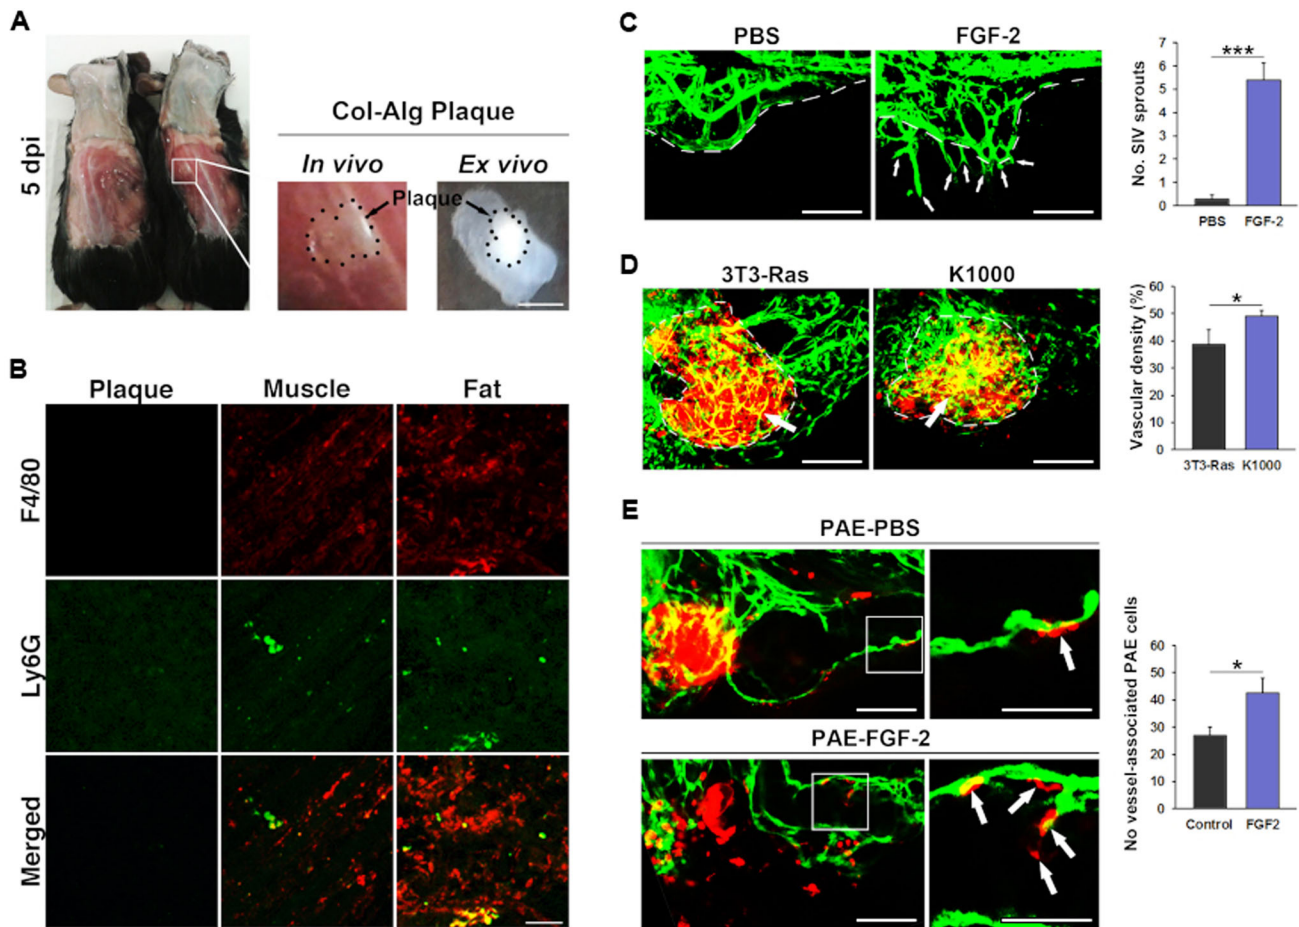 A
5 dpi
Col-Alg Plaque
In vivo
Ex vivo
Plaque
B
Plaque Muscle Fat
F4/80
Ly6G
Merged
C
PBS FGF-2
No. SIV sprouts
7
6
5
4
3
2
1
0
***
PBS FGF-2
D
3T3-Ras K1000
Vascular density (%)
60
50
40
30
20
10
0
*
3T3-Ras K1000
E
PAE-PBS
PAE-FGF-2
No vessel-associated PAE cells
60
50
40
30
20
10
0
*
Control FGF2